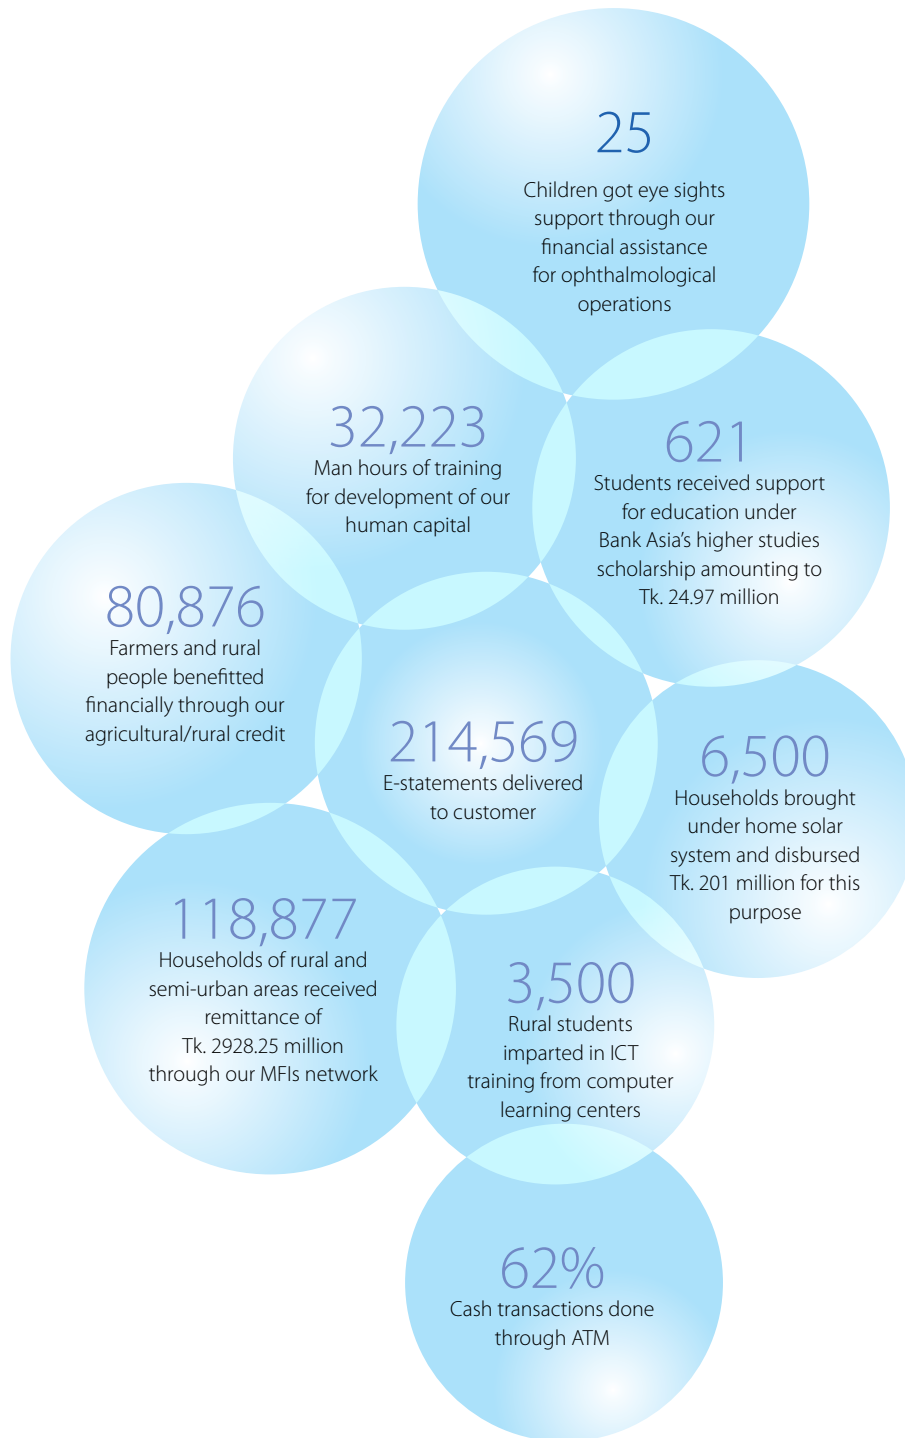 25
Children got eye sights
support through our
financial assistance
for ophthalmological
operations
32,223
Man hours of training
for development of our
human capital
621
Students received support
for education under
Bank Asia's higher studies
scholarship amounting to
Tk. 24.97 million
80,876
Farmers and rural
people benefitted
financially through our
agricultural/rural credit
214,569
E-statements delivered
to customer
6,500
Households brought
under home solar
system and disbursed
Tk. 201 million for this
purpose
118,877
Households of rural and
semi-urban areas received
remittance of
Tk. 2928.25 million
through our MFIs network
3,500
Rural students
imparted in ICT
training from computer
learning centers
62%
Cash transactions done
through ATM